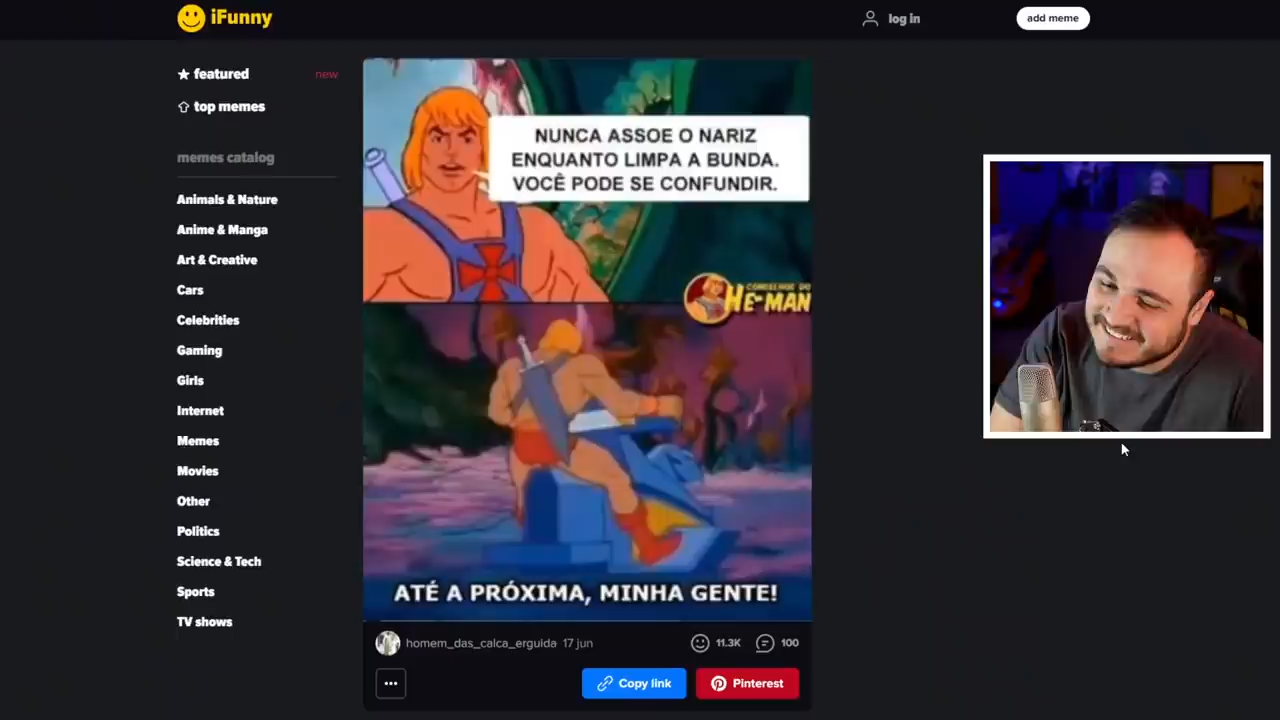 iFunny
log in
add meme
featured
new
top memes
memes catalog
Animals & Nature
Anime & Manga
Art & Creative
Cars
Celebrities
Gaming
Girls
Internet
Memes
Movies
Other
Politics
Science & Tech
Sports
TV shows
NUNCA ASSOE O NARIZ
ENQUANTO LIMPA A BUNDA.
VOCÊ PODE SE CONFUNDIR.
CONSELHOS DO
HE-MAN
ATÉ A PRÓXIMA, MINHA GENTE!
homem_das_calca_erguida 17 jun
11.3K
100
Copy link
Pinterest